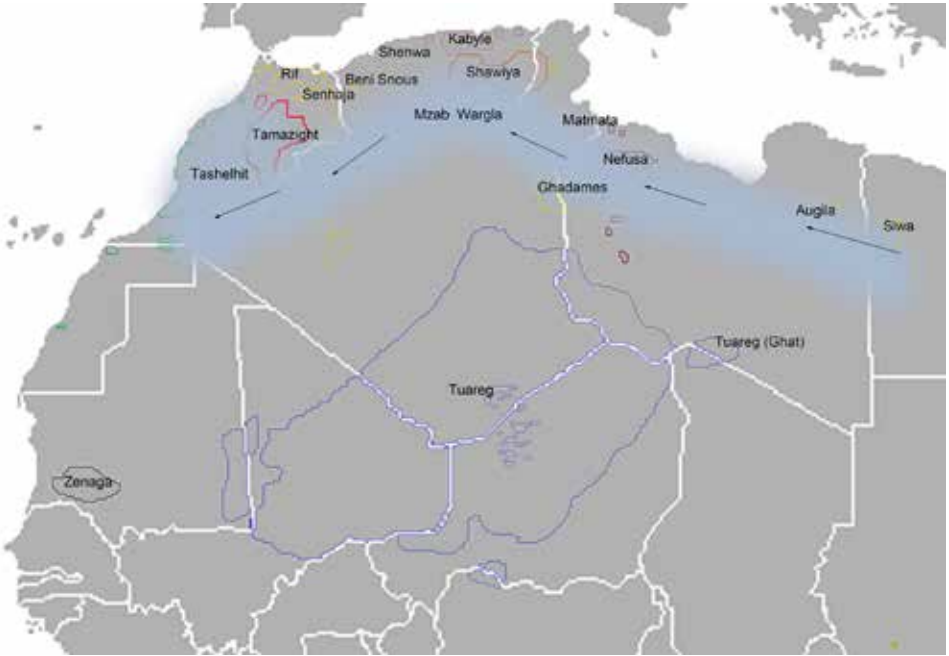 Kabyle
Shenwa
Rif
Beni Snous
Shawiya
Senhaja
Mzab Wargla
Matmata
Tamazight
Nefusa
Tashelhit
Ghadames
Augila
Siwa
Tuareg (Ghat)
Tuareg
Zenaga